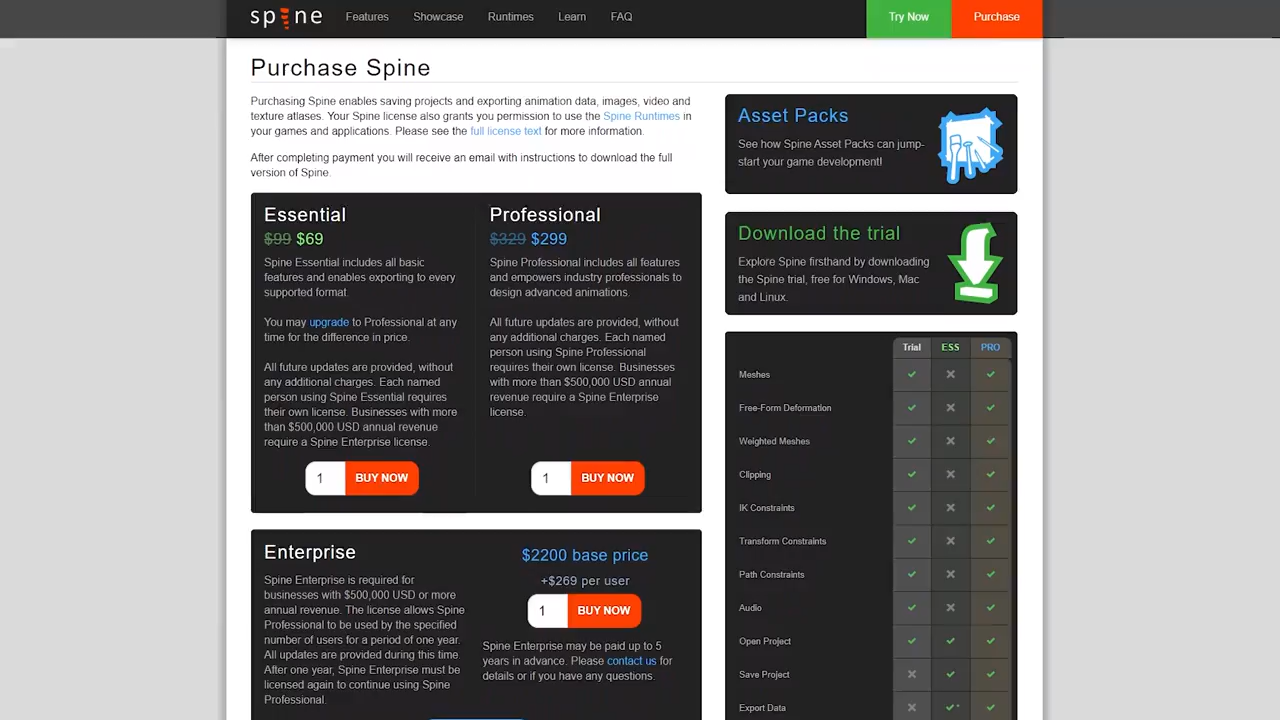 spine
Features
Showcase
Runtimes
Learn
FAQ
Try Now
Purchase
Purchase Spine
Purchasing Spine enables saving projects and exporting animation data, images, video and
texture atlases. Your Spine license also grants you permission to use the Spine Runtimes in
your games and applications. Please see the full license text for more information.
After completing payment you will receive an email with instructions to download the full
version of Spine.
Essential
$99 $69
Spine Essential includes all basic
features and enables exporting to every
supported format.
You may upgrade to Professional at any
time for the difference in price.
All future updates are provided, without
any additional charges. Each named
person using Spine Essential requires
their own license. Businesses with more
than $500,000 USD annual revenue
require a Spine Enterprise license.
1 BUY NOW
Professional
$329 $299
Spine Professional includes all features
and empowers industry professionals to
design advanced animations.
All future updates are provided, without
any additional charges. Each named
person using Spine Professional
requires their own license. Businesses
with more than $500,000 USD annual
revenue require a Spine Enterprise
license.
1 BUY NOW
Enterprise
Spine Enterprise is required for
businesses with $500,000 USD or more
annual revenue. The license allows Spine
Professional to be used by the specified
number of users for a period of one year.
All updates are provided during this time.
After one year, Spine Enterprise must be
licensed again to continue using Spine
Professional.
$2200 base price
+$269 per user
1 BUY NOW
Spine Enterprise may be paid up to 5
years in advance. Please contact us for
details or if you have any questions.
Asset Packs
See how Spine Asset Packs can jump-
start your game development!
Download the trial
Explore Spine firsthand by downloading
the Spine trial, free for Windows, Mac
and Linux.
Trial ESS PRO
Meshes
Free-Form Deformation
Weighted Meshes
Clipping
IK Constraints
Transform Constraints
Path Constraints
Audio
Open Project
Save Project
Export Data